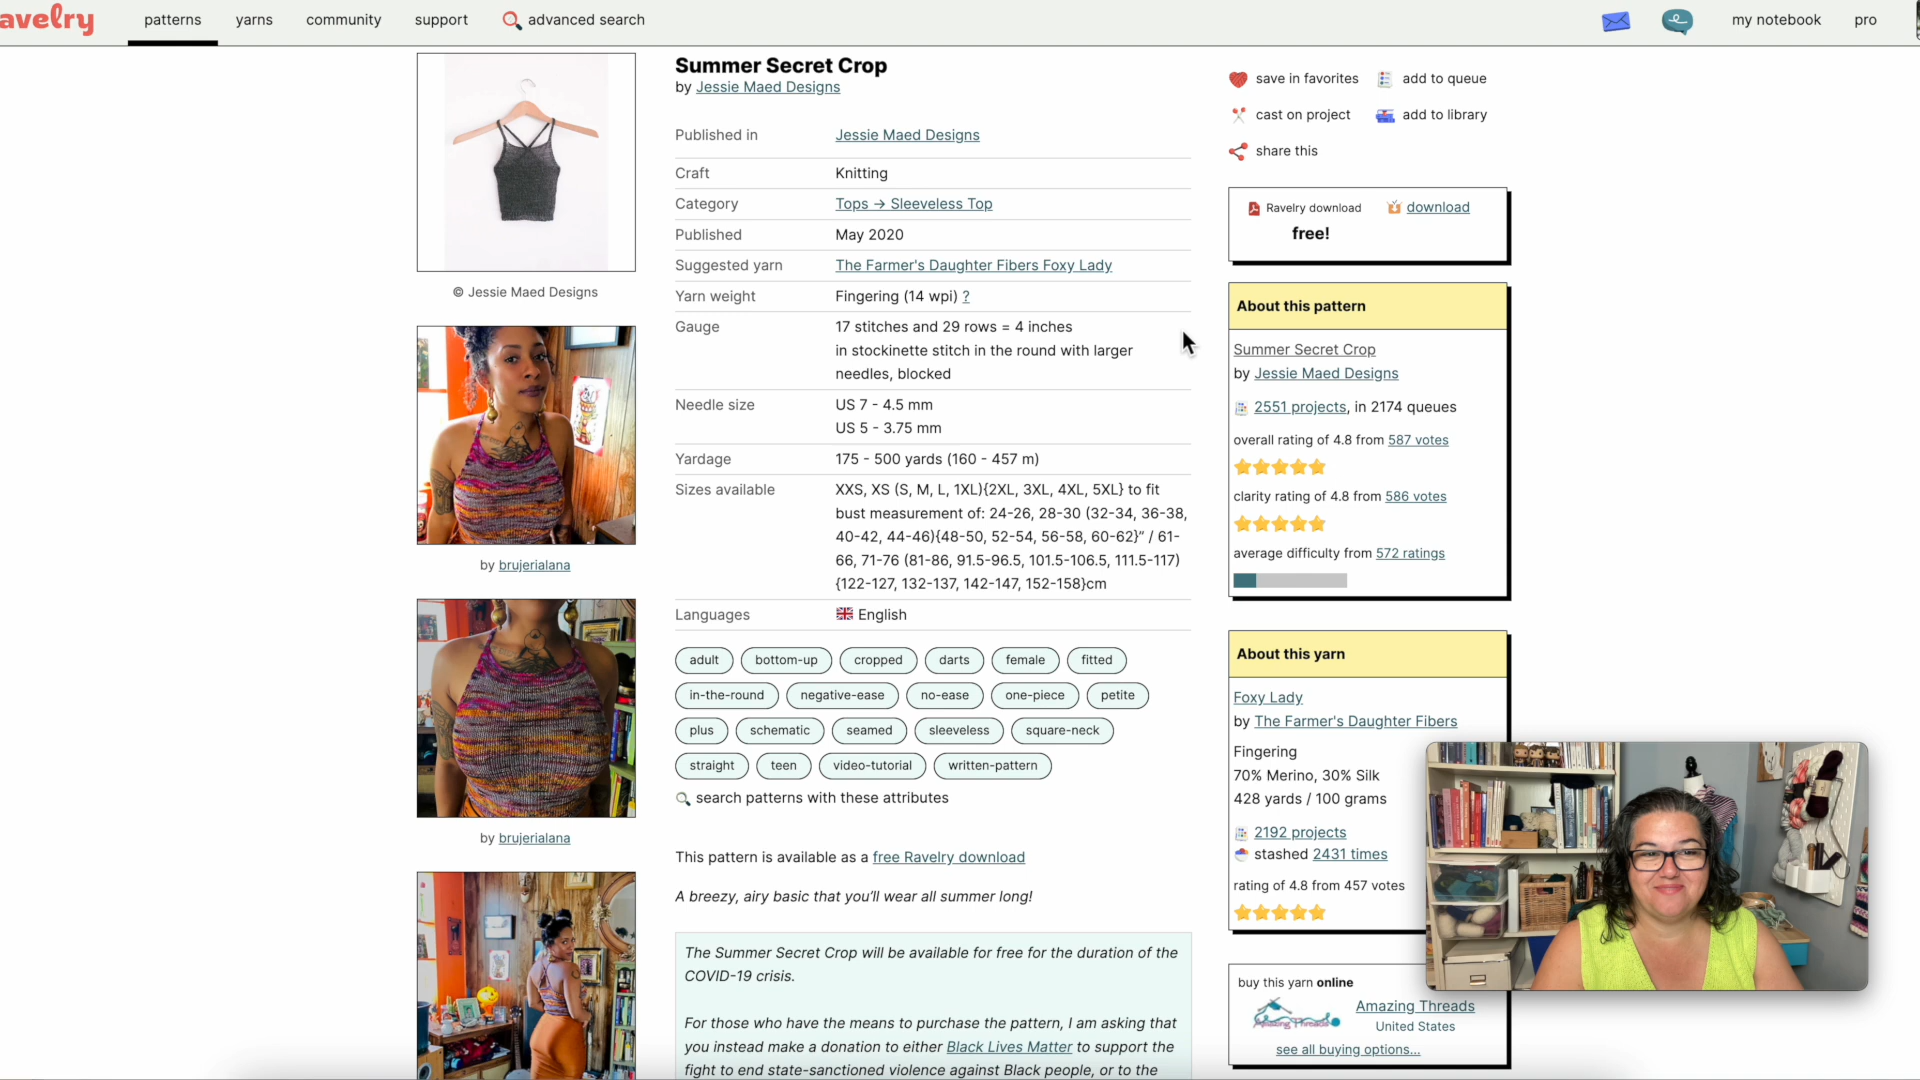 avelry
patterns
yarns
community
support
advanced search
my notebook
pro
© Jessie Maed Designs
by brujerialana
by brujerialana
Summer Secret Crop
by Jessie Maed Designs
Published in Jessie Maed Designs
Craft Knitting
Category Tops → Sleeveless Top
Published May 2020
Suggested yarn The Farmer's Daughter Fibers Foxy Lady
Yarn weight Fingering (14 wpi) ?
Gauge 17 stitches and 29 rows = 4 inches
in stockinette stitch in the round with larger
needles, blocked
Needle size US 7 - 4.5 mm
US 5 - 3.75 mm
Yardage 175 - 500 yards (160 - 457 m)
Sizes available XXS, XS (S, M, L, 1XL){2XL, 3XL, 4XL, 5XL} to fit
bust measurement of: 24-26, 28-30 (32-34, 36-38,
40-42, 44-46){48-50, 52-54, 56-58, 60-62}” / 61-
66, 71-76 (81-86, 91.5-96.5, 101.5-106.5, 111.5-117)
{122-127, 132-137, 142-147, 152-158}cm
Languages English
adult bottom-up cropped darts female fitted
in-the-round negative-ease no-ease one-piece petite
plus schematic seamed sleeveless square-neck
straight teen video-tutorial written-pattern
search patterns with these attributes
This pattern is available as a free Ravelry download
A breezy, airy basic that you’ll wear all summer long!
The Summer Secret Crop will be available for free for the duration of the
COVID-19 crisis.
For those who have the means to purchase the pattern, I am asking that
you instead make a donation to either Black Lives Matter to support the
fight to end state-sanctioned violence against Black people, or to the
save in favorites
add to queue
cast on project
add to library
share this
Ravelry download
free!
download
About this pattern
Summer Secret Crop
by Jessie Maed Designs
2551 projects, in 2174 queues
overall rating of 4.8 from 587 votes
clarity rating of 4.8 from 586 votes
average difficulty from 572 ratings
About this yarn
Foxy Lady
by The Farmer's Daughter Fibers
Fingering
70% Merino, 30% Silk
428 yards / 100 grams
2192 projects
stashed 2431 times
rating of 4.8 from 457 votes
buy this yarn online
Amazing Threads
Amazing Threads
United States
see all buying options...